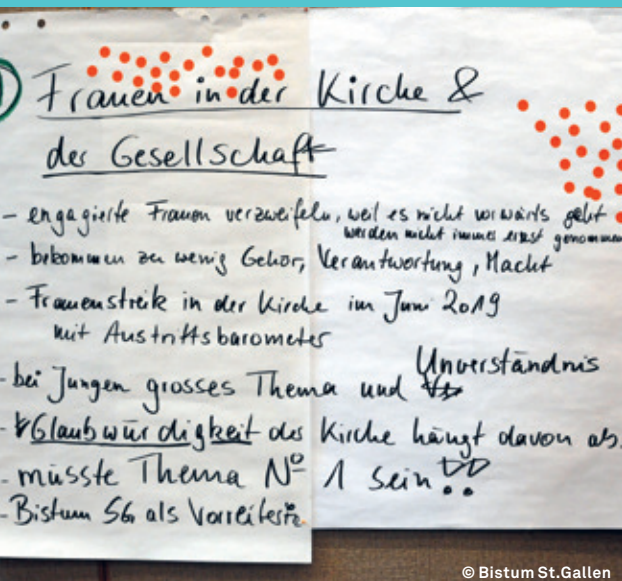 Frauen in der Kirche &
der Gesellschaft
- engagierte Frauen verzweifeln, weil es nicht vorwärts geht
werden nicht immer ernst genommen
- bekommen zu wenig Gehör, Verantwortung, Macht
- Frauenstreik in der Kirche im Juni 2019
mit Austrittsbarometer
- bei Jungen grosses Thema und Unverständnis
- Glaubwürdigkeit der Kirche hängt davon ab.
- müsste Thema No 1 sein!!
- Bistum SG als Vorreiter
© Bistum St.Gallen